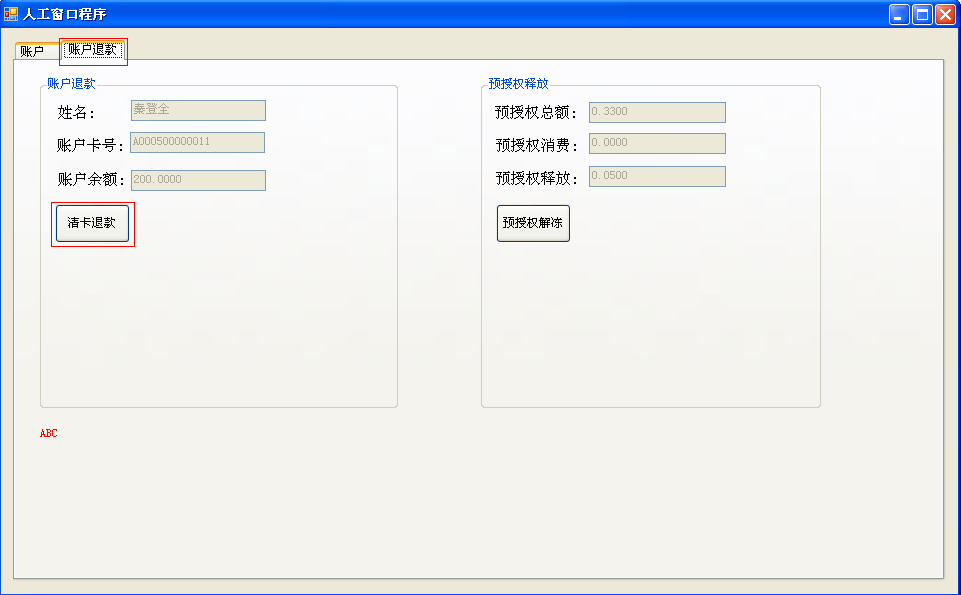 人工窗口程序
账户
账户退款
账户退款
姓名：
秦登全
账户卡号：
A000500000011
账户余额：
200.0000
清卡退款
预授权释放
预授权总额：
0.3300
预授权消费：
0.0000
预授权释放：
0.0500
预授权解冻
ABC